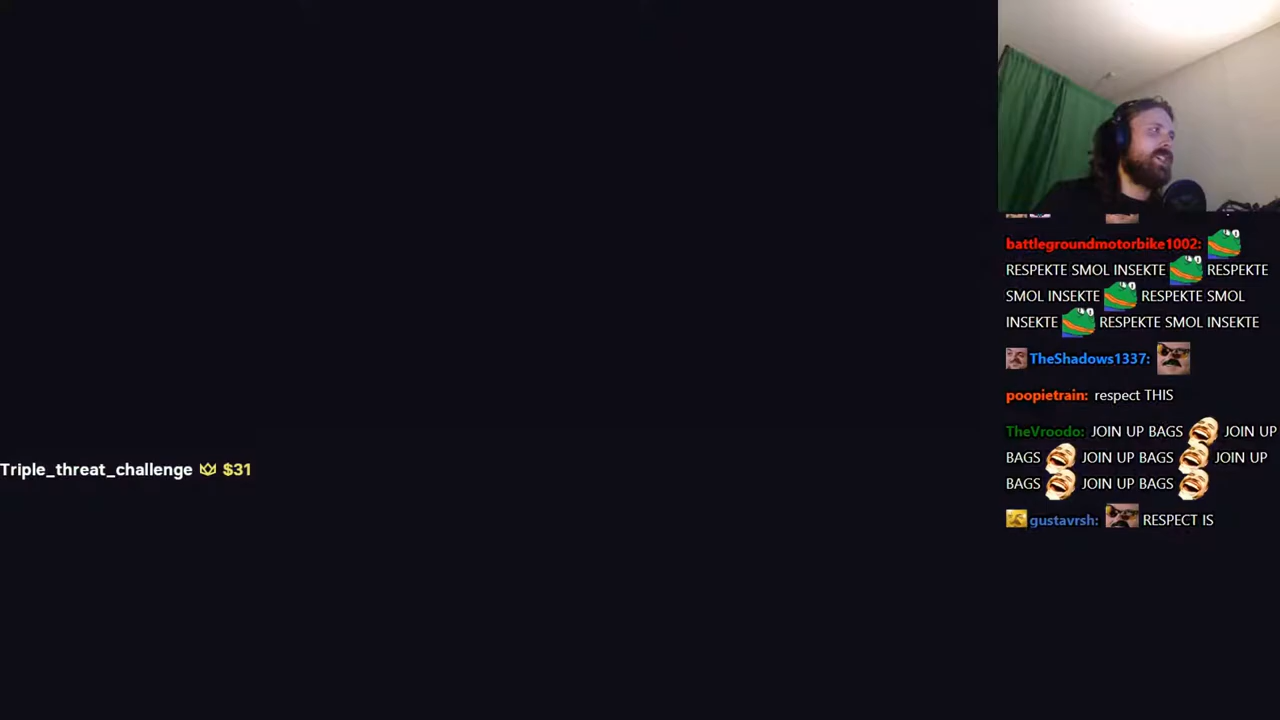 battlegroundmotorbike1002:
RESPEKTE SMOL INSEKTE RESPEKTE
SMOL INSEKTE RESPEKTE SMOL
INSEKTE RESPEKTE SMOL INSEKTE
TheShadows1337:
poopietrain: respect THIS
TheVroodo: JOIN UP BAGS JOIN UP
BAGS JOIN UP BAGS JOIN UP
BAGS JOIN UP BAGS
Triple_threat_challenge $31
gustavrsh: RESPECT IS